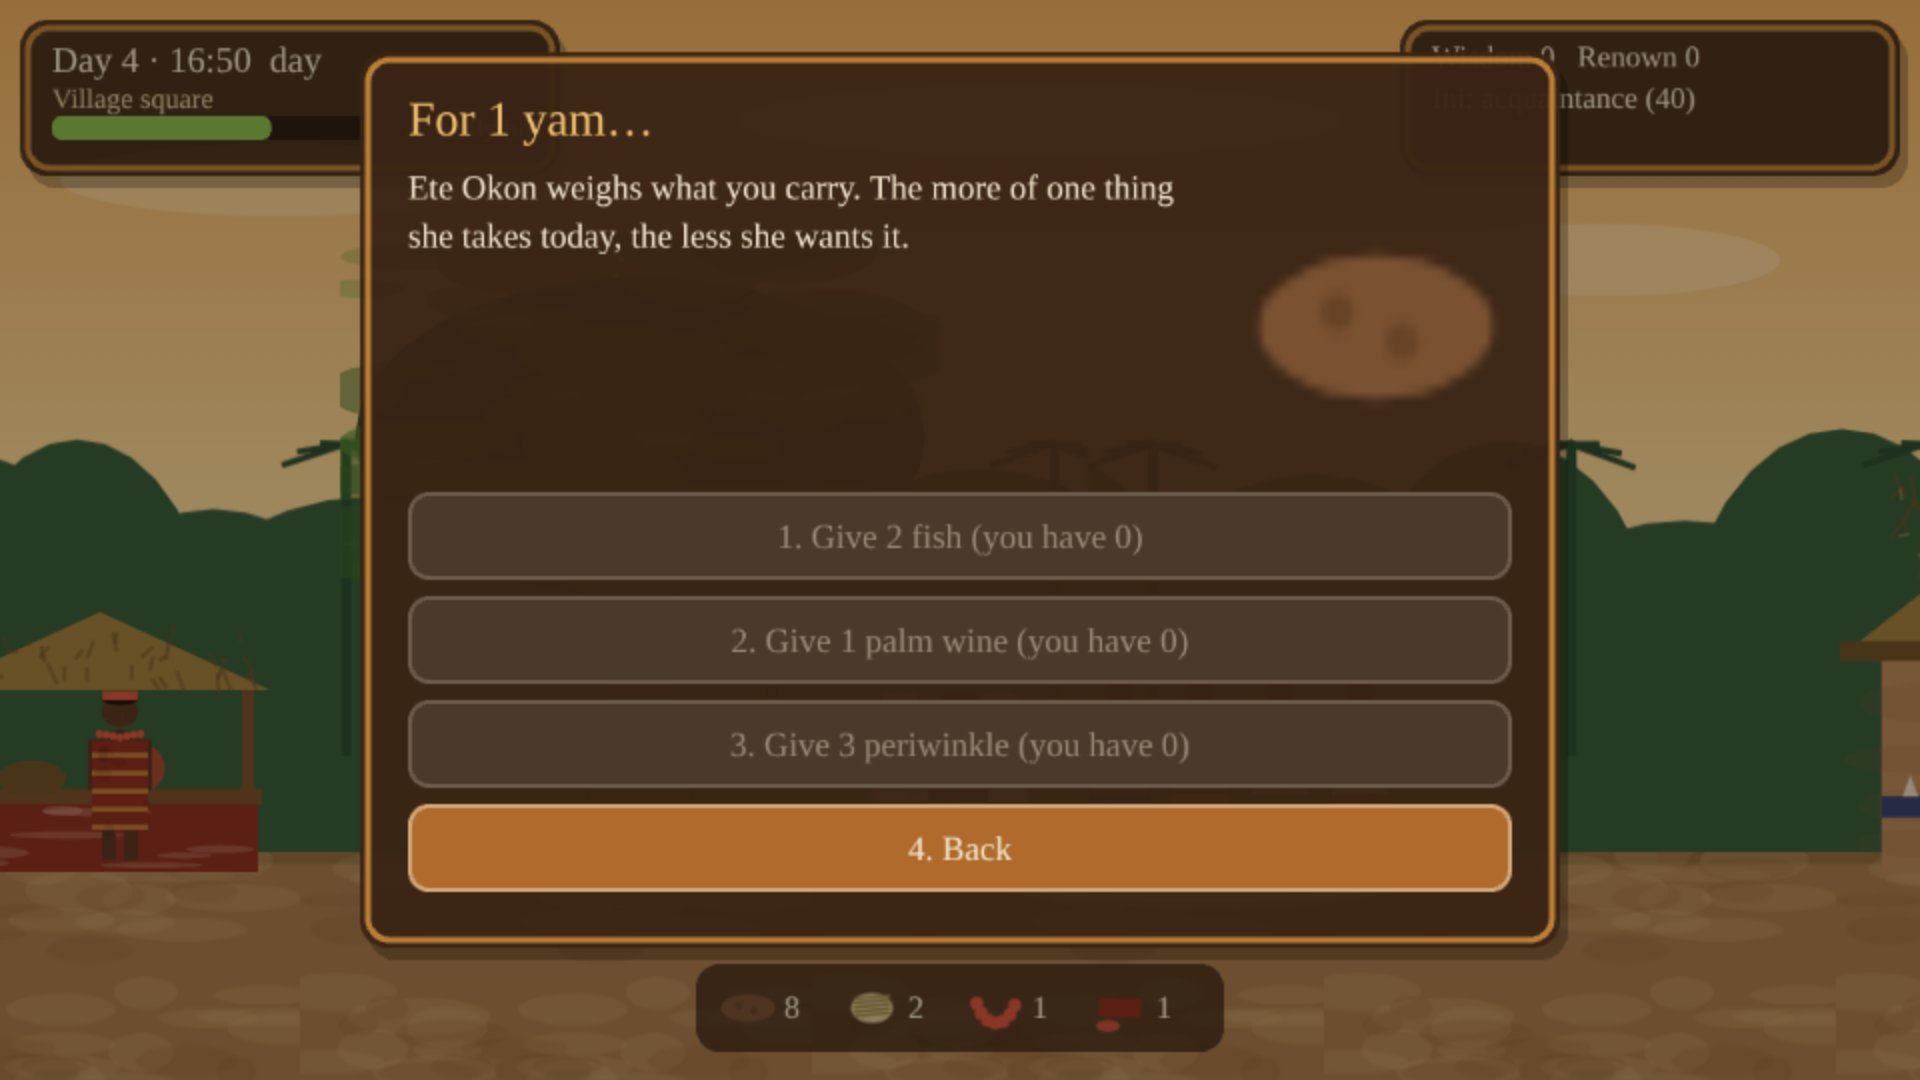 Day 4 · 16:50 day
Village square
0 Renown 0
ntance (40)
For 1 yam…
Ete Okon weighs what you carry. The more of one thing
she takes today, the less she wants it.
1. Give 2 fish (you have 0)
2. Give 1 palm wine (you have 0)
3. Give 3 periwinkle (you have 0)
4. Back
8 2 1 1